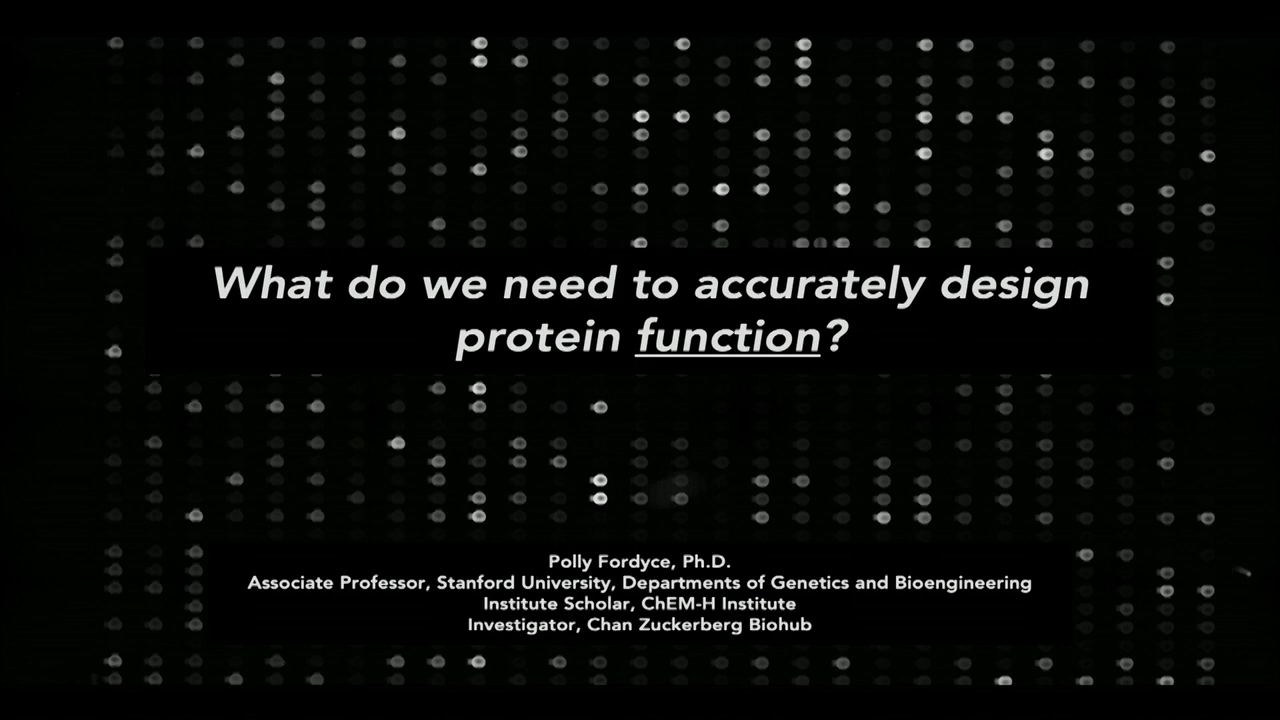 What do we need to accurately design
protein function?
Polly Fordyce, Ph.D.
Associate Professor, Stanford University, Departments of Genetics and Bioengineering
Institute Scholar, ChEM-H Institute
Investigator, Chan Zuckerberg Biohub